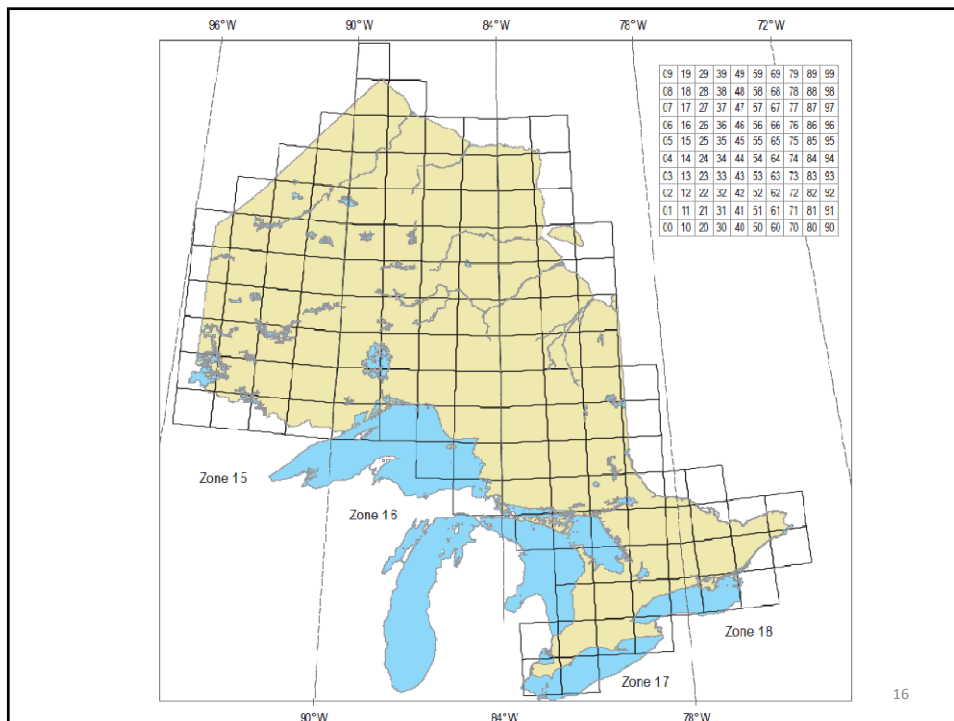 96°W 90°W 84°W 78°W 72°W
09 19 29 39 49 59 69 79 89 99
08 18 28 38 48 58 68 78 88 98
07 17 27 37 47 57 67 77 87 97
06 16 26 36 46 56 66 76 86 96
05 15 25 35 45 55 65 75 85 95
04 14 24 34 44 54 64 74 84 94
03 13 23 33 43 53 63 73 83 93
02 12 22 32 42 52 62 72 82 92
01 11 21 31 41 51 61 71 81 91
00 10 20 30 40 50 60 70 80 90
Zone 15
Zone 16
Zone 18
Zone 17
16
90°W 84°W 78°W